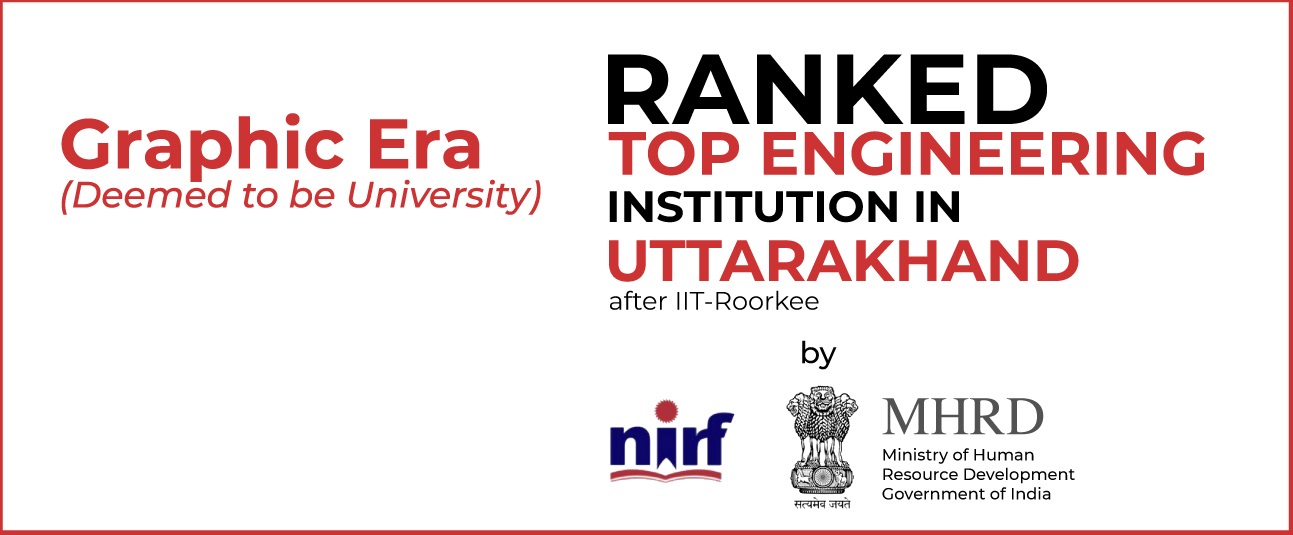 Graphic Era
(Deemed to be University)
RANKED
TOP ENGINEERING
INSTITUTION IN
UTTARAKHAND
after IIT-Roorkee
by
nirf
सत्यमेव जयते
MHRD
Ministry of Human
Resource Development
Government of India